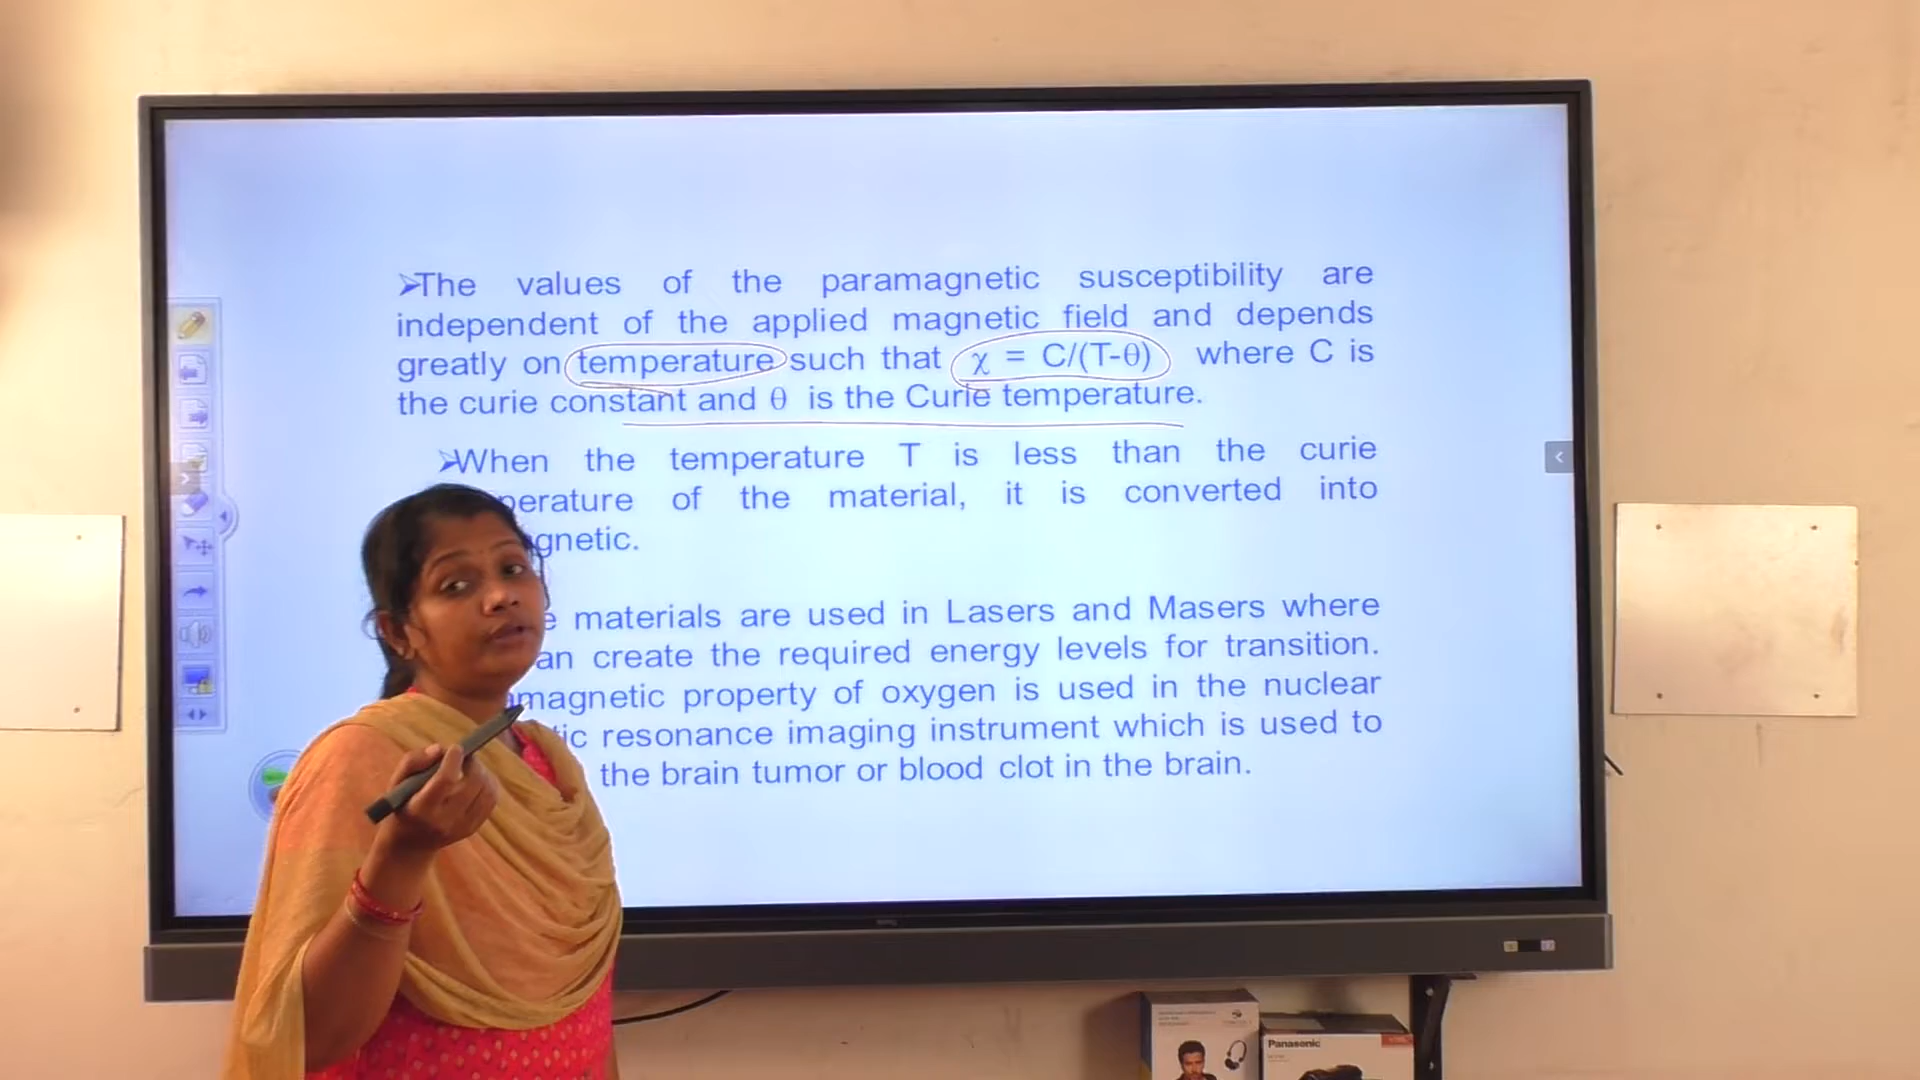 ➢The values of the paramagnetic susceptibility are
independent of the applied magnetic field and depends
greatly on temperature such that χ = C/(T-θ) where C is
the curie constant and θ is the Curie temperature.
➢When the temperature T is less than the curie
perature of the material, it is converted into
gnetic.
materials are used in Lasers and Masers where
an create the required energy levels for transition.
magnetic property of oxygen is used in the nuclear
tic resonance imaging instrument which is used to
the brain tumor or blood clot in the brain.
Panasonic